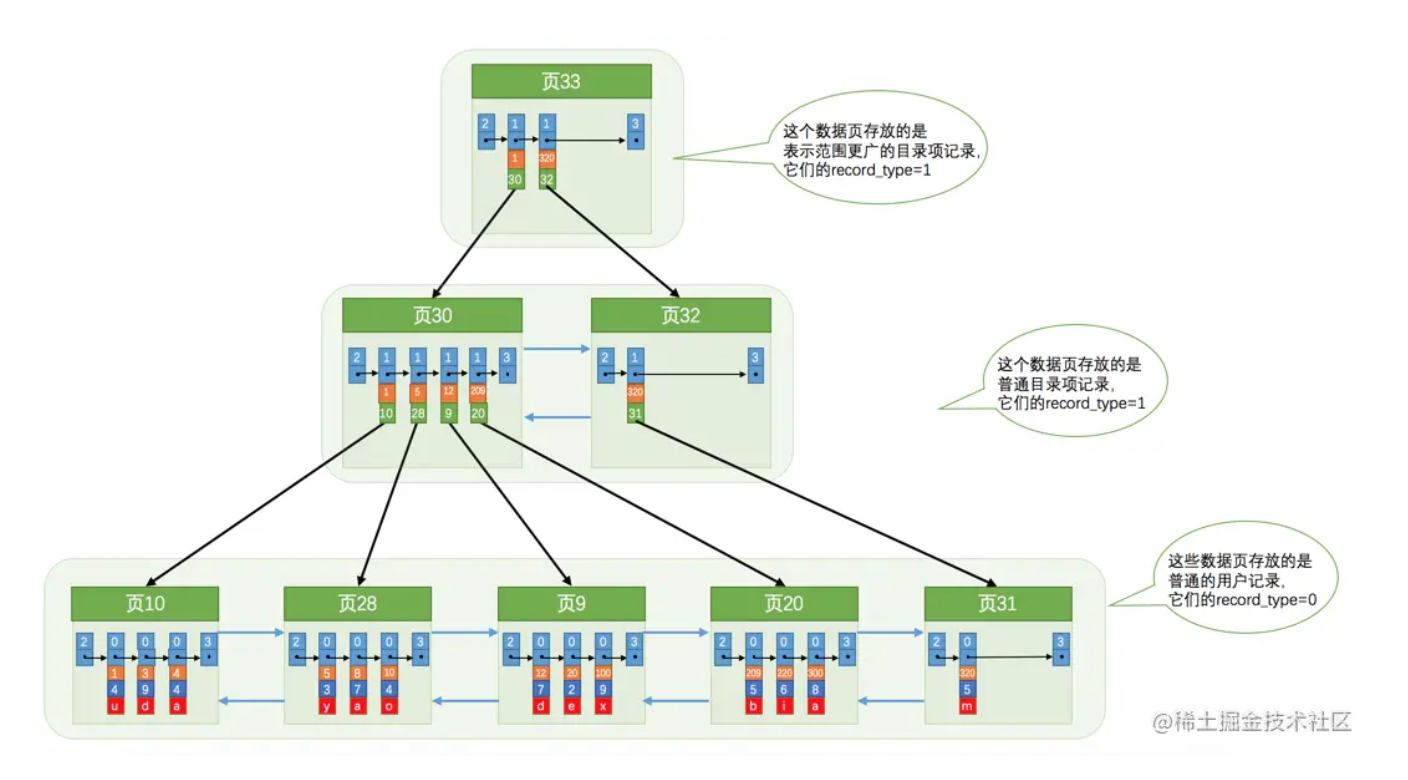 页33
2 1 1 3
1 320
30 32
这个数据页存放的是
表示范围更广的目录项记录,
它们的record_type=1
页30
2 1 1 1 1 3
1 5 12 209
10 28 9 20
页32
2 1 3
320
31
这个数据页存放的是
普通目录项记录,
它们的record_type=1
页10
2 0 0 0 3
1 3 4
4 9 4
u d a
页28
2 0 0 0 3
5 8 10
3 7 4
y a o
页9
2 0 0 0 3
12 20 100
7 2 9
d e x
页20
2 0 0 0 3
209 220 300
5 6 8
b i a
页31
2 0 3
320
5
m
这些数据页存放的是
普通的用户记录,
它们的record_type=0
@稀土掘金技术社区